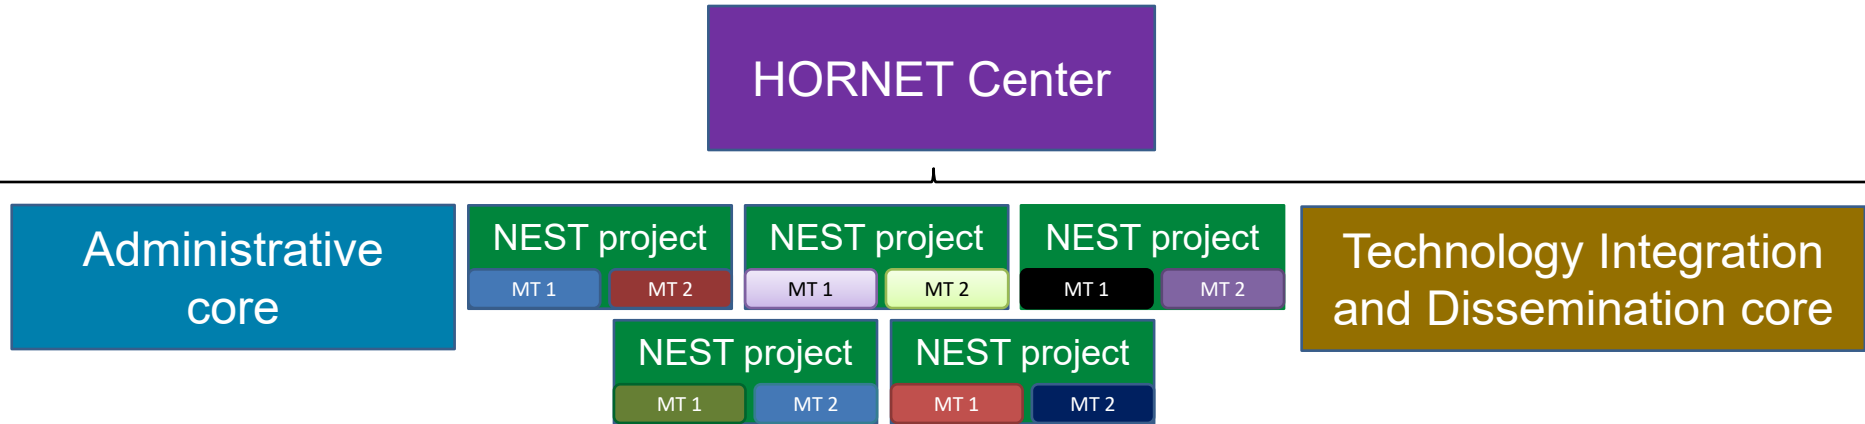 HORNET Center
Administrative
core
NEST project
MT 1
MT 2
NEST project
MT 1
MT 2
NEST project
MT 1
MT 2
NEST project
MT 1
MT 2
NEST project
MT 1
MT 2
Technology Integration
and Dissemination core